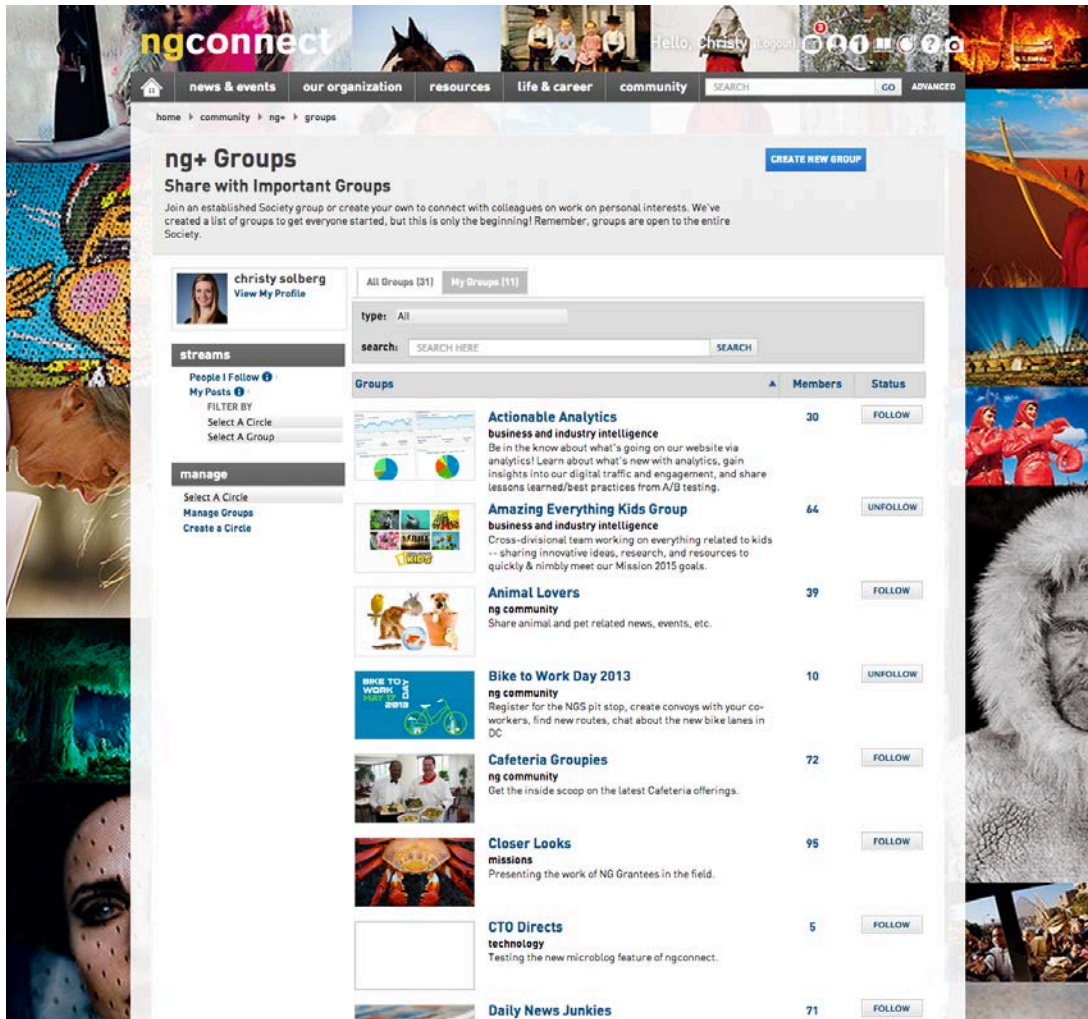 ngconnect
Hello, Christy (Logout)
3
news & events our organization resources life & career community SEARCH GO ADVANCED
home community ng+ groups
ng+ Groups
CREATE NEW GROUP
Share with Important Groups
Join an established Society group or create your own to connect with colleagues on work on personal interests. We've
created a list of groups to get everyone started, but this is only the beginning! Remember, groups are open to the entire
Society.
christy solberg
View My Profile
streams
People I Follow
My Posts
FILTER BY
Select A Circle
Select A Group
manage
Select A Circle
Manage Groups
Create a Circle
All Groups (31) My Groups (11)
type: All
search: SEARCH HERE SEARCH
Groups Members Status
Actionable Analytics 30 FOLLOW
business and industry intelligence
Be in the know about what's going on our website via
analytics! Learn about what's new with analytics, gain
insights into our digital traffic and engagement, and share
lessons learned/best practices from A/B testing.
KIDS
Amazing Everything Kids Group 64 UNFOLLOW
business and industry intelligence
Cross-divisional team working on everything related to kids
-- sharing innovative ideas, research, and resources to
quickly & nimbly meet our Mission 2015 goals.
Animal Lovers 39 FOLLOW
ng community
Share animal and pet related news, events, etc.
BIKE TO
WORK
DAY
MAY 17
2013
Bike to Work Day 2013 10 UNFOLLOW
ng community
Register for the NGS pit stop, create convoys with your co-
workers, find new routes, chat about the new bike lanes in
DC
Cafeteria Groupies 72 FOLLOW
ng community
Get the inside scoop on the latest Cafeteria offerings.
Closer Looks 95 FOLLOW
missions
Presenting the work of NG Grantees in the field.
CTO Directs 5 FOLLOW
technology
Testing the new microblog feature of ngconnect.
Daily News Junkies 71 FOLLOW